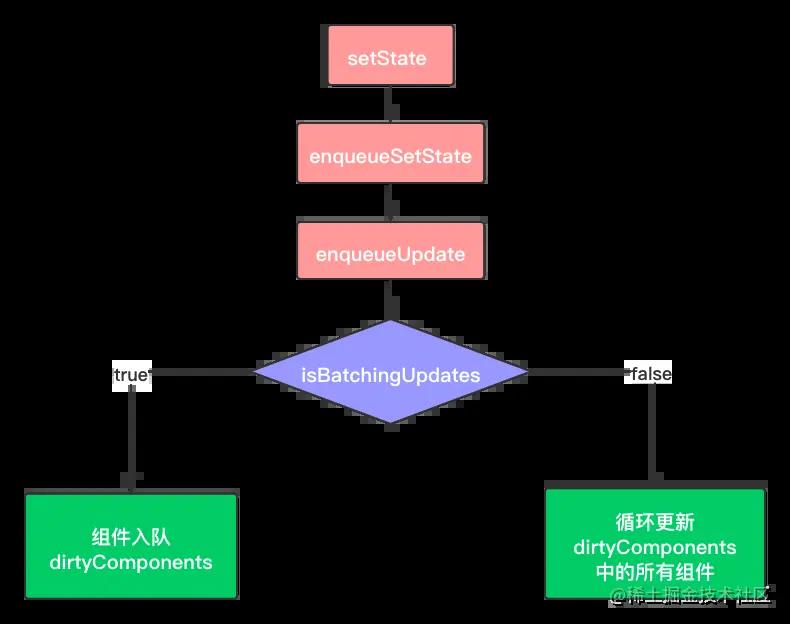 setState
enqueueSetState
enqueueUpdate
isBatchingUpdates
true
false
组件入队
dirtyComponents
循环更新
dirtyComponents
中的所有组件
@稀土掘金技术社区